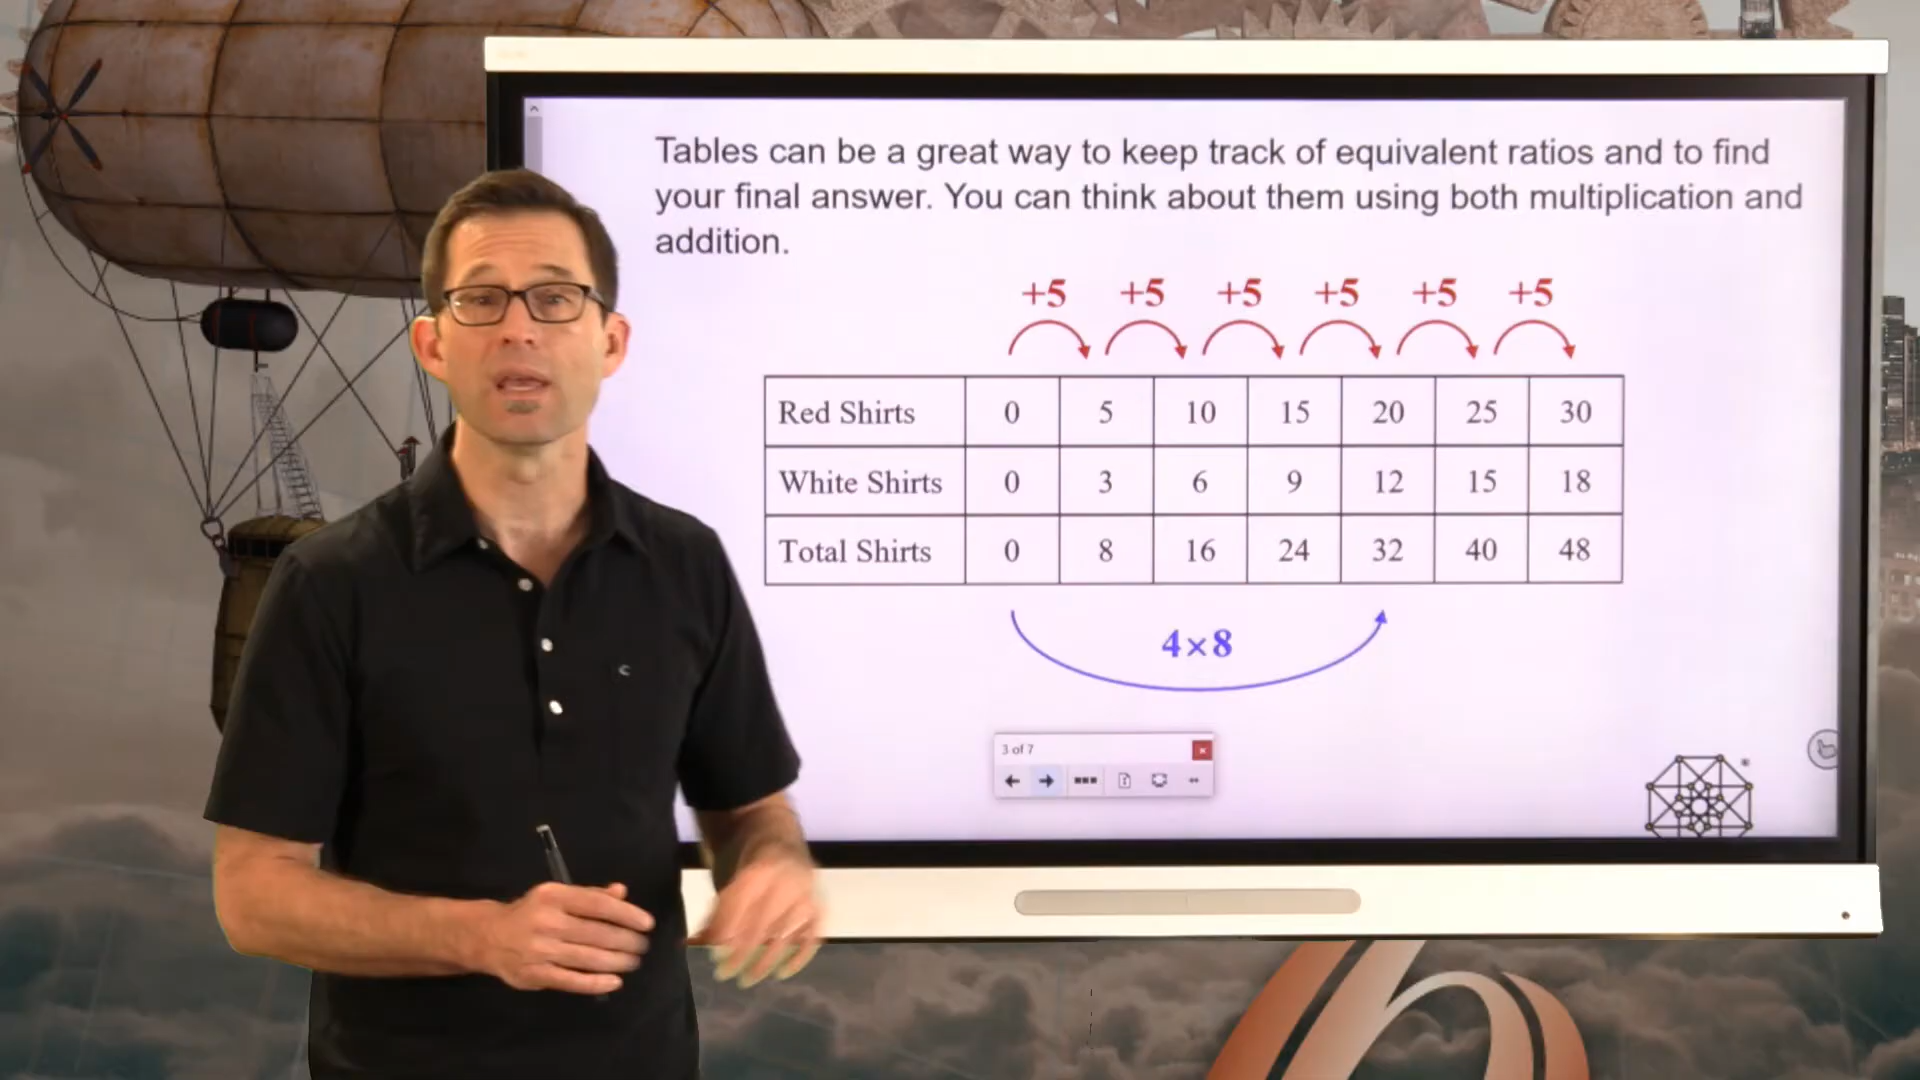 Tables can be a great way to keep track of equivalent ratios and to find
your final answer. You can think about them using both multiplication and
addition.
+5 +5 +5 +5 +5 +5
Red Shirts 0 5 10 15 20 25 30
White Shirts 0 3 6 9 12 15 18
Total Shirts 0 8 16 24 32 40 48
4×8
3 of 7